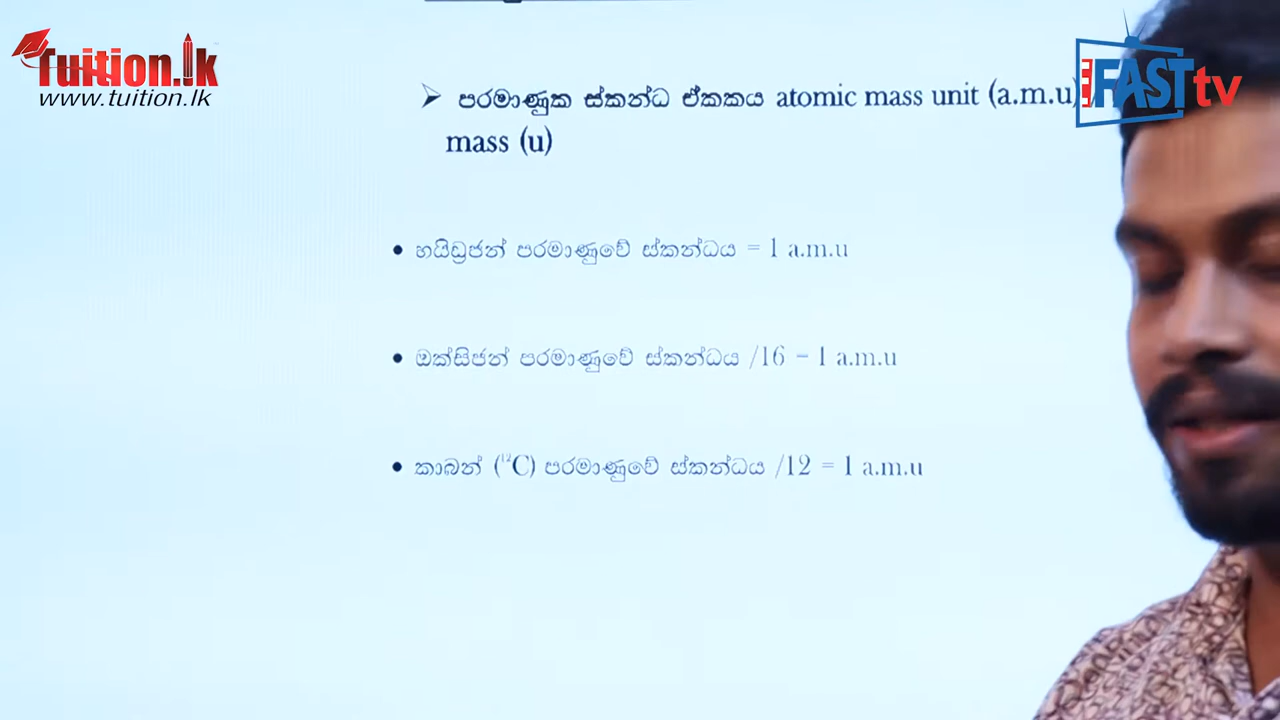 Tuition.lk
www.tuition.lk
FAST tv
➤ පරමාණුක ස්කන්ධ ඒකකය atomic mass unit (a.m.u)
mass (u)
• හයිඩ්‍රජන් පරමාණුවේ ස්කන්ධය = 1 a.m.u
• ඔක්සිජන් පරමාණුවේ ස්කන්ධය /16 = 1 a.m.u
• කාබන් (¹²C) පරමාණුවේ ස්කන්ධය /12 = 1 a.m.u